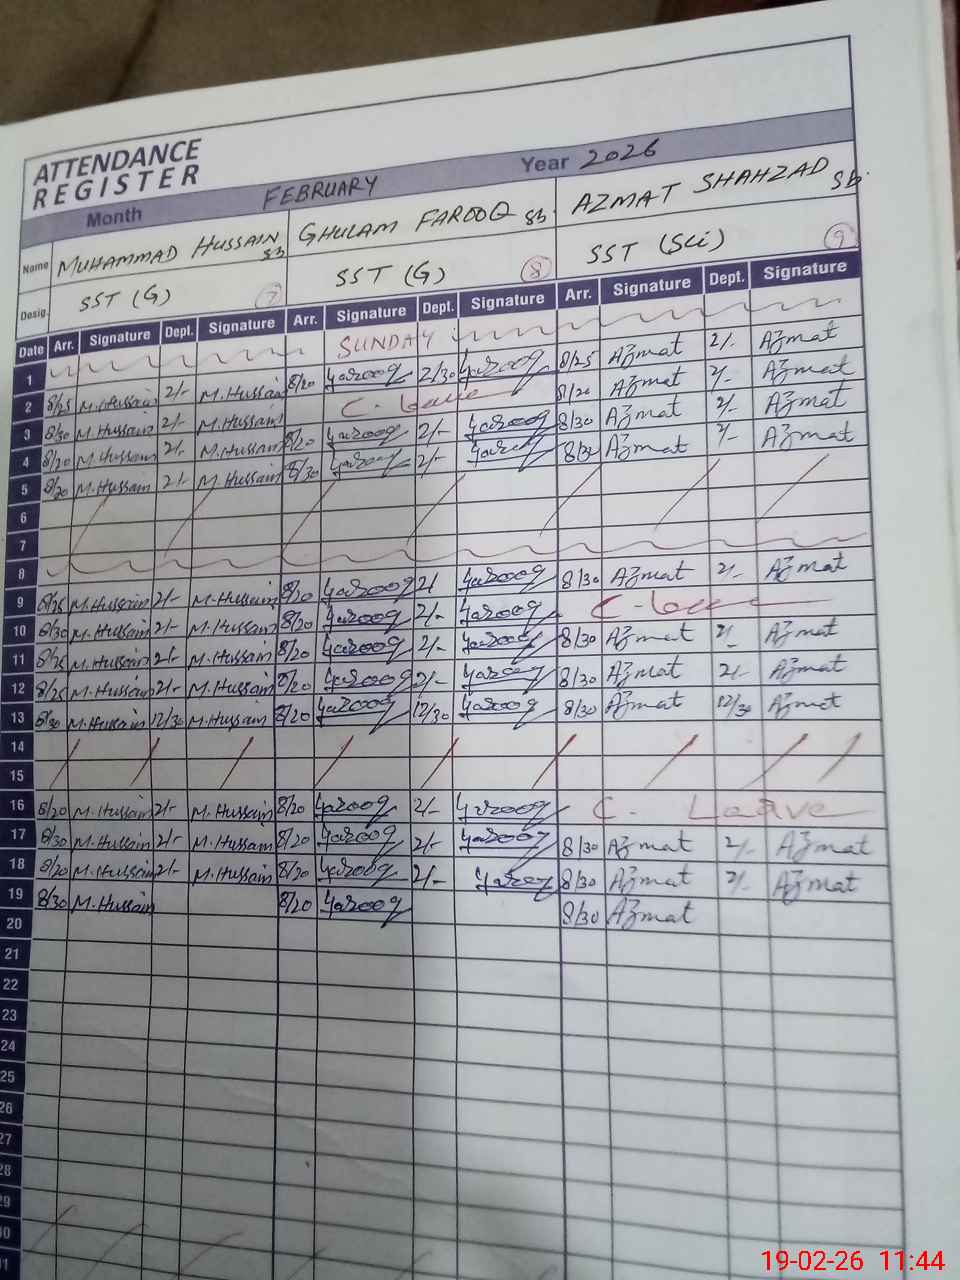 ATTENDANCE
REGISTER
Month FEBRUARY Year 2026
Name MUHAMMAD HUSSAIN sb GHULAM FAROOQ sb. AZMAT SHAHZAD sb.
Desig. SST (G) 7 SST (G) 8 SST (Sci) 9
Date Arr. Signature Dept. Signature Arr. Signature Dept. Signature Arr. Signature Dept. Signature
1 SUNDAY
2 8/25 M.Hussain 2/- M.Hussain 8/20 Farooq 2/30 Farooq 8/25 Azmat 2/- Azmat
3 8/30 M.Hussain 2/- M.Hussain C. leave 8/20 Azmat 2/- Azmat
4 8/20 M.Hussain 2/- M.Hussain 8/20 Farooq 2/- Farooq 8/30 Azmat 2/- Azmat
5 8/20 M.Hussain 2/- M.Hussain 8/30 Farooq 2/- Farooq Azmat 2/- Azmat
6
7
8
9 8/25 M.Hussain 2/- M.Hussain 8/20 Farooq 2/ Farooq 8/30 Azmat 2/- Azmat
10 8/30 M.Hussain 2/- M.Hussain 8/20 Farooq 2/- Farooq C. leave
11 8/25 M.Hussain 2/- M.Hussain 8/20 Farooq 2/- Farooq 8/30 Azmat 2/- Azmat
12 8/25 M.Hussain 2/- M.Hussain 8/20 Farooq 2/- Farooq 8/30 Azmat 2/- Azmat
13 8/30 M.Hussain 12/30 M.Hussain 8/20 Farooq 12/30 Farooq 8/30 Azmat 12/30 Azmat
14
15
16 8/20 M.Hussain 2/- M.Hussain 8/20 Farooq 2/- Farooq C. Leave
17 8/30 M.Hussain 2/- M.Hussain 8/20 Farooq 2/- Farooq 8/30 Azmat 2/- Azmat
18 8/20 M.Hussain 2/- M.Hussain 8/20 Farooq 2/- Farooq 8/30 Azmat 2/- Azmat
19 8/30 M.Hussain 8/20 Farooq 8/30 Azmat
20
21
22
23
24
25
26
27
28
29
30
31
19-02-26 11:44